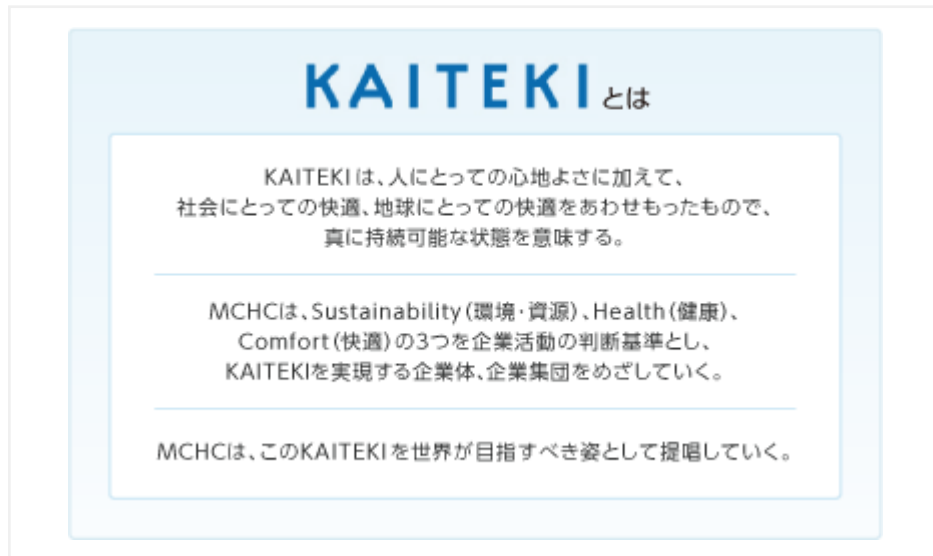 KAITEKIとは
KAITEKIは、人にとっての心地よさに加えて、
社会にとっての快適、地球にとっての快適をあわせもったもので、
真に持続可能な状態を意味する。
MCHCは、Sustainability(環境・資源)、Health(健康)、
Comfort(快適)の3つを企業活動の判断基準とし、
KAITEKIを実現する企業体、企業集団をめざしていく。
MCHCは、このKAITEKIを世界が目指すべき姿として提唱していく。